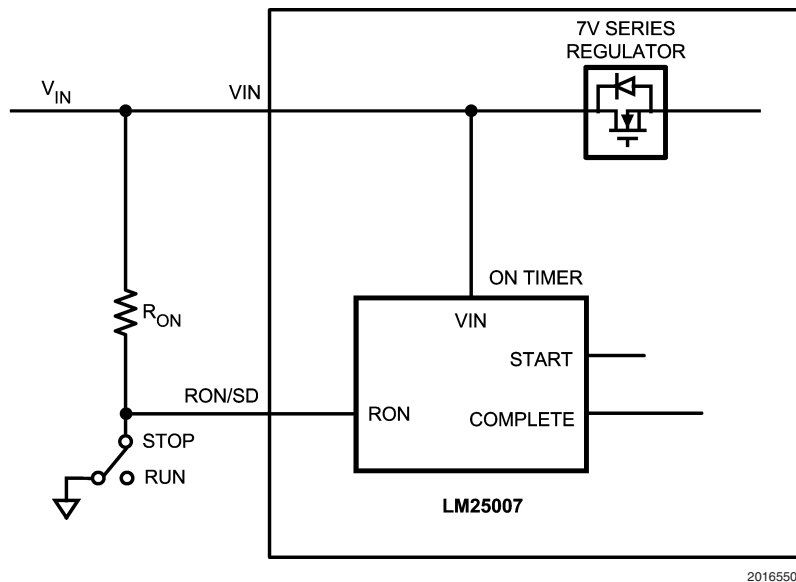 7V SERIES
REGULATOR
VIN
VIN
ON TIMER
VIN
RON
START
RON/SD
RON
COMPLETE
STOP
RUN
LM25007
2016550